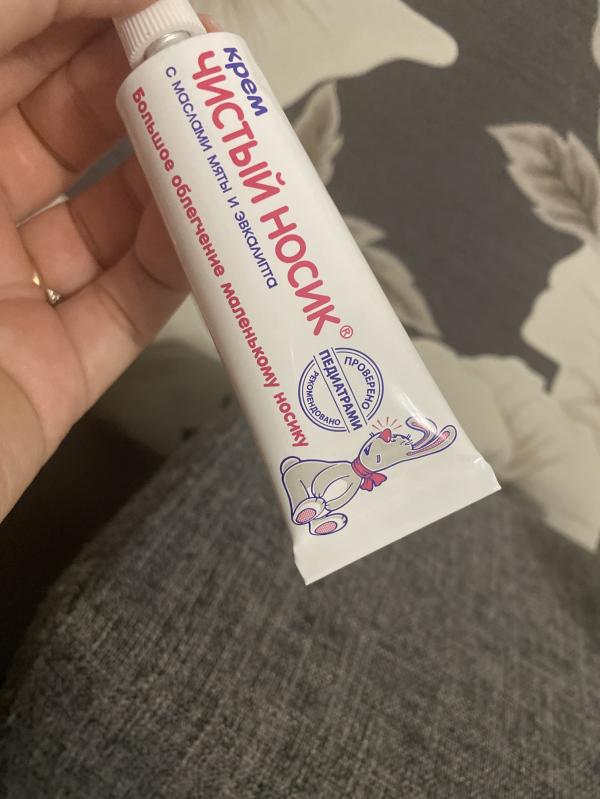 крем
ЧИСТЫЙ НОСИК®
с маслами мяты и эвкалипта
Большое облегчение маленькому носику
ПРОВЕРЕНО
ПЕДИАТРАМИ
РЕКОМЕНДОВАНО